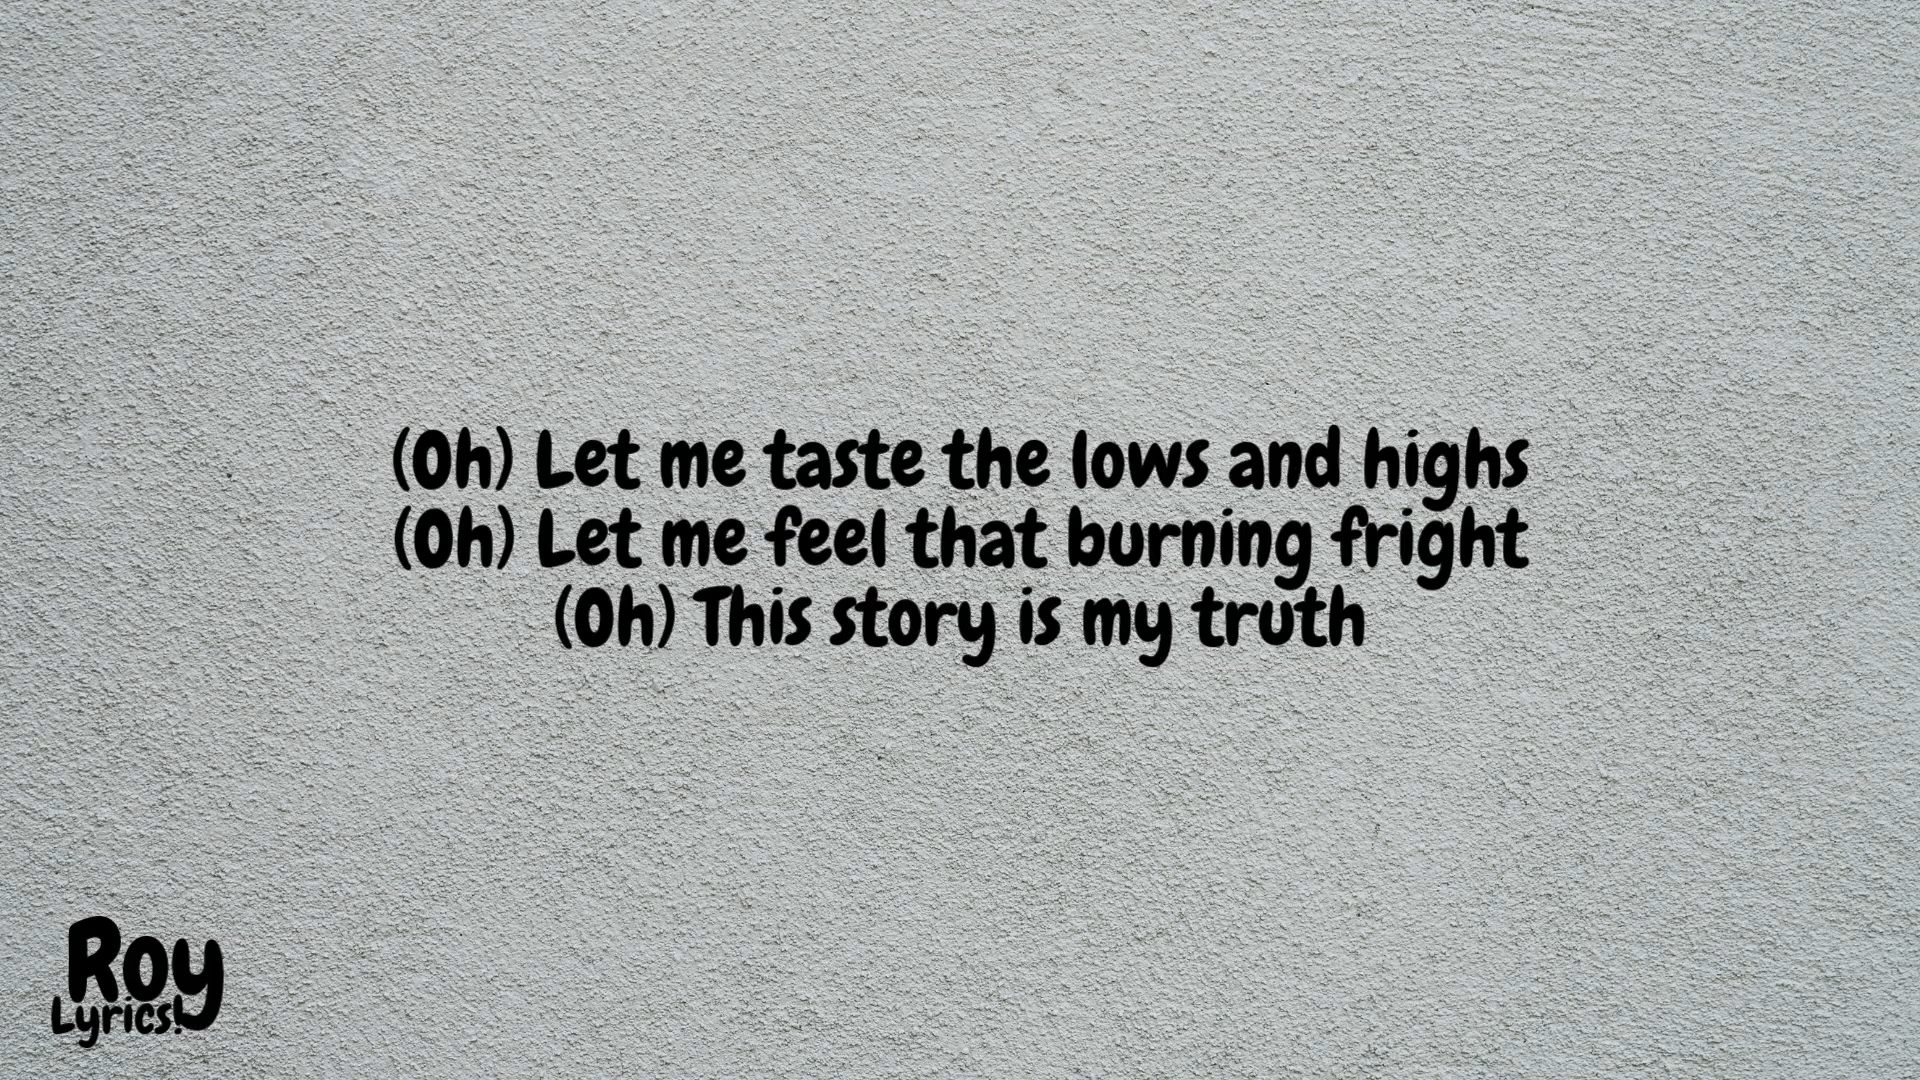 (Oh) Let me taste the lows and highs
(Oh) Let me feel that burning fright
(Oh) This story is my truth
Roy
Lyrics!